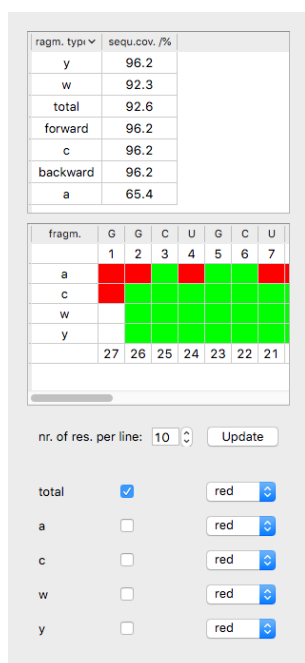 ragm. type sequ.cov. /%
y 96.2
w 92.3
total 92.6
forward 96.2
c 96.2
backward 96.2
a 65.4
fragm. G G C U G C U
1 2 3 4 5 6 7
a
c
w
y
27 26 25 24 23 22 21
nr. of res. per line: 10 Update
total red
a red
c red
w red
y red